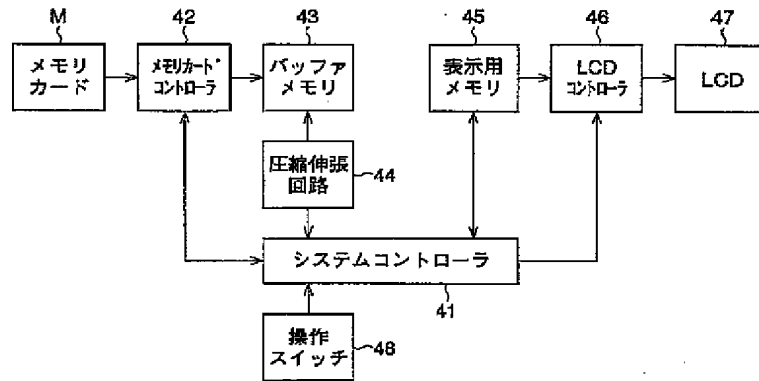 M
42
43
45
46
47
メモリ
カード
メモリカード
コントローラ
バッファ
メモリ
表示用
メモリ
LCD
コントローラ
LCD
圧縮伸張
回路
44
システムコントローラ
41
操作
スイッチ
48